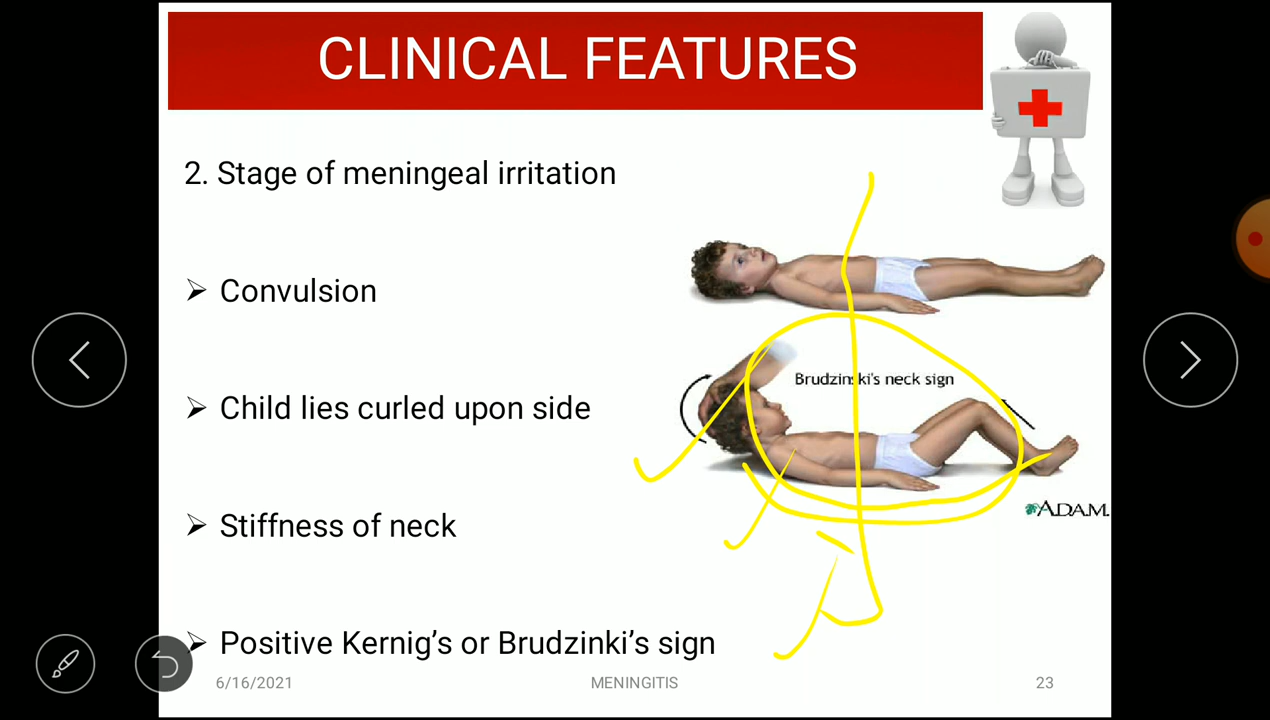 CLINICAL FEATURES
2. Stage of meningeal irritation
➢ Convulsion
➢ Child lies curled upon side
➢ Stiffness of neck
➢ Positive Kernig's or Brudzinki's sign
Brudzinski's neck sign
A.D.A.M.
6/16/2021 MENINGITIS 23